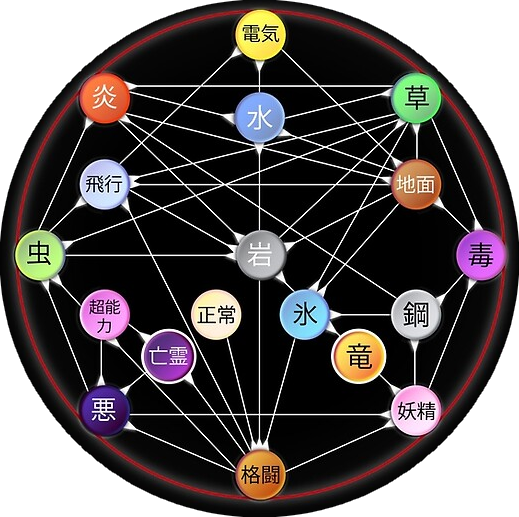 電気
炎
水
草
飛行
地面
虫
岩
毒
超能
力
正常
氷
鋼
亡霊
竜
悪
妖精
格闘